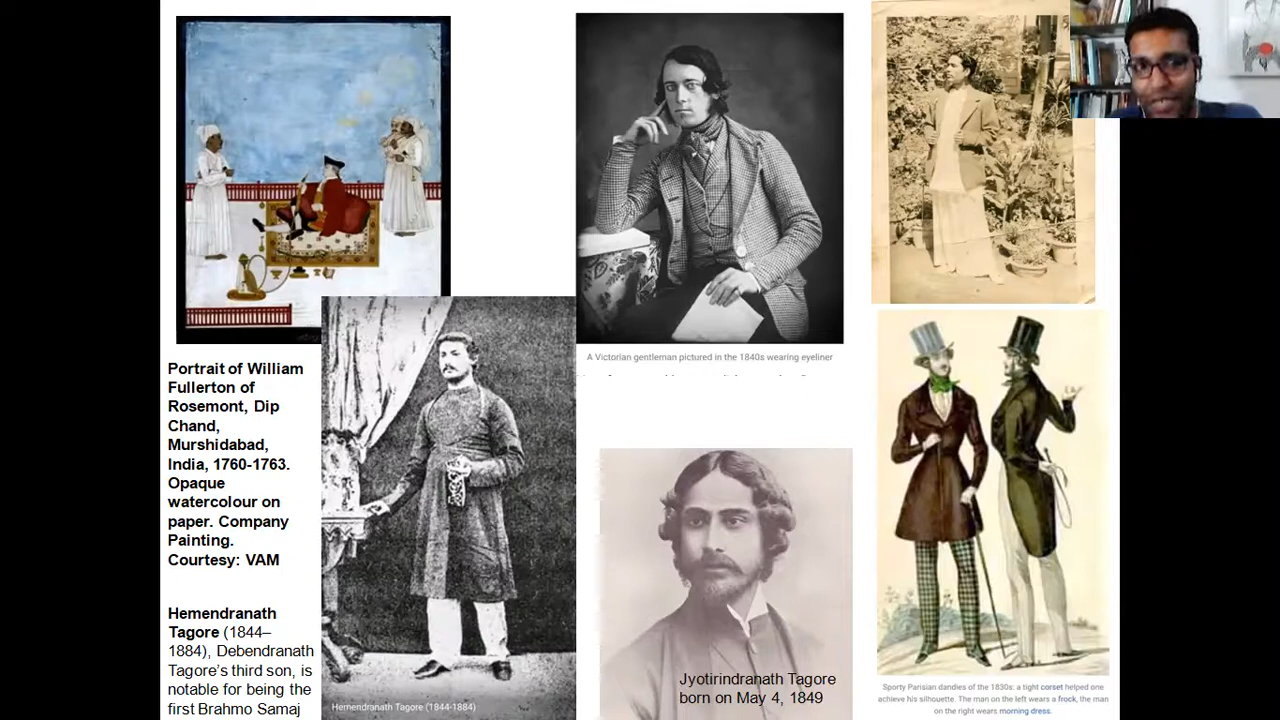 Portrait of William
Fullerton of
Rosemont, Dip
Chand,
Murshidabad,
India, 1760-1763.
Opaque
watercolour on
paper. Company
Painting.
Courtesy: VAM
Hemendranath
Tagore (1844–
1884), Debendranath
Tagore's third son, is
notable for being the
first Brahmo Samaj
Hemendranath Tagore (1844-1884)
A Victorian gentleman pictured in the 1840s wearing eyeliner
Jyotirindranath Tagore
born on May 4, 1849
Sporty Parisian dandies of the 1830s: a tight corset helped one
achieve his silhouette. The man on the left wears a frock, the man
on the right wears morning dress.